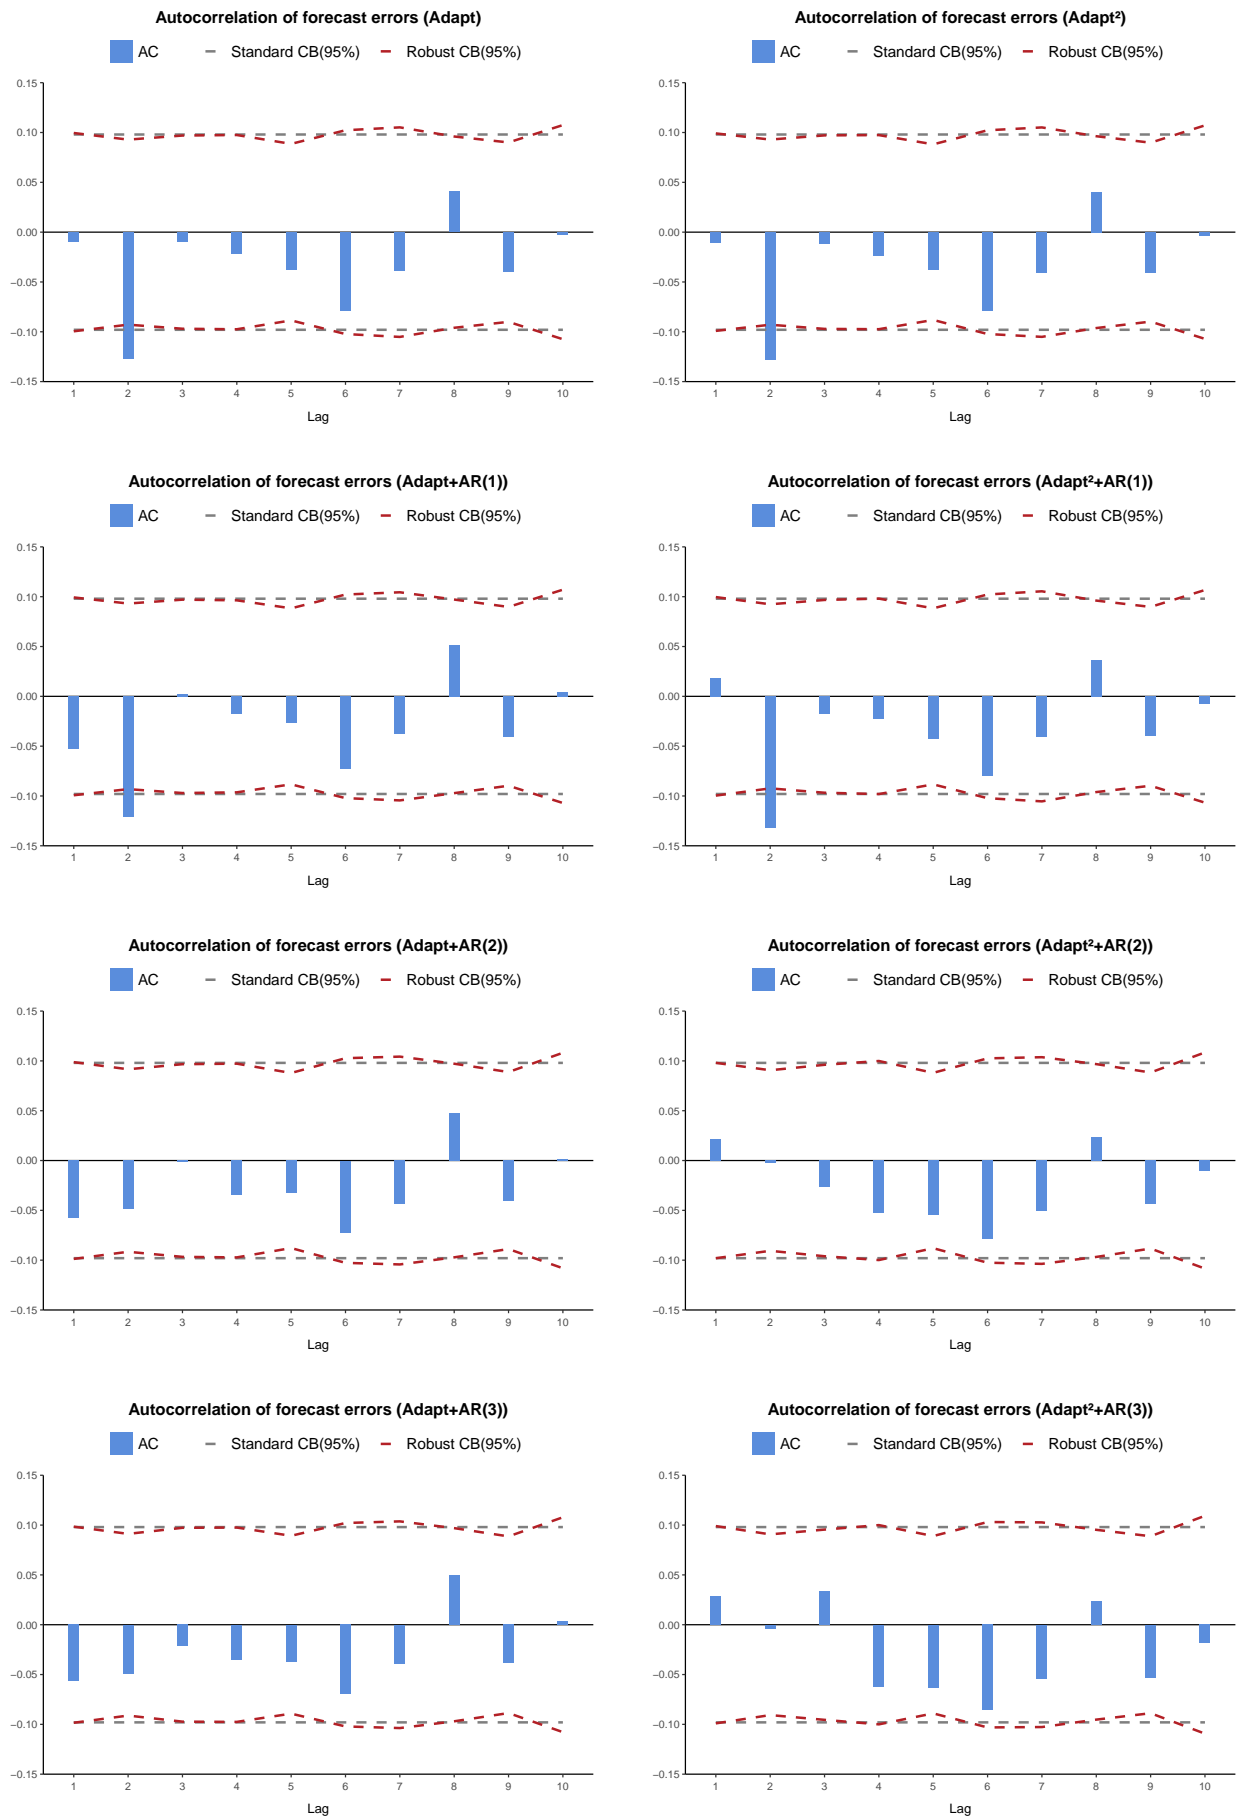 Autocorrelation of forecast errors (Adapt)
AC Standard CB(95%) Robust CB(95%)
0.15
0.10
0.05
0.00
−0.05
−0.10
−0.15
1 2 3 4 5 6 7 8 9 10
Lag
Autocorrelation of forecast errors (Adapt²)
AC Standard CB(95%) Robust CB(95%)
0.15
0.10
0.05
0.00
−0.05
−0.10
−0.15
1 2 3 4 5 6 7 8 9 10
Lag
Autocorrelation of forecast errors (Adapt+AR(1))
AC Standard CB(95%) Robust CB(95%)
0.15
0.10
0.05
0.00
−0.05
−0.10
−0.15
1 2 3 4 5 6 7 8 9 10
Lag
Autocorrelation of forecast errors (Adapt²+AR(1))
AC Standard CB(95%) Robust CB(95%)
0.15
0.10
0.05
0.00
−0.05
−0.10
−0.15
1 2 3 4 5 6 7 8 9 10
Lag
Autocorrelation of forecast errors (Adapt+AR(2))
AC Standard CB(95%) Robust CB(95%)
0.15
0.10
0.05
0.00
−0.05
−0.10
−0.15
1 2 3 4 5 6 7 8 9 10
Lag
Autocorrelation of forecast errors (Adapt²+AR(2))
AC Standard CB(95%) Robust CB(95%)
0.15
0.10
0.05
0.00
−0.05
−0.10
−0.15
1 2 3 4 5 6 7 8 9 10
Lag
Autocorrelation of forecast errors (Adapt+AR(3))
AC Standard CB(95%) Robust CB(95%)
0.15
0.10
0.05
0.00
−0.05
−0.10
−0.15
1 2 3 4 5 6 7 8 9 10
Lag
Autocorrelation of forecast errors (Adapt²+AR(3))
AC Standard CB(95%) Robust CB(95%)
0.15
0.10
0.05
0.00
−0.05
−0.10
−0.15
1 2 3 4 5 6 7 8 9 10
Lag